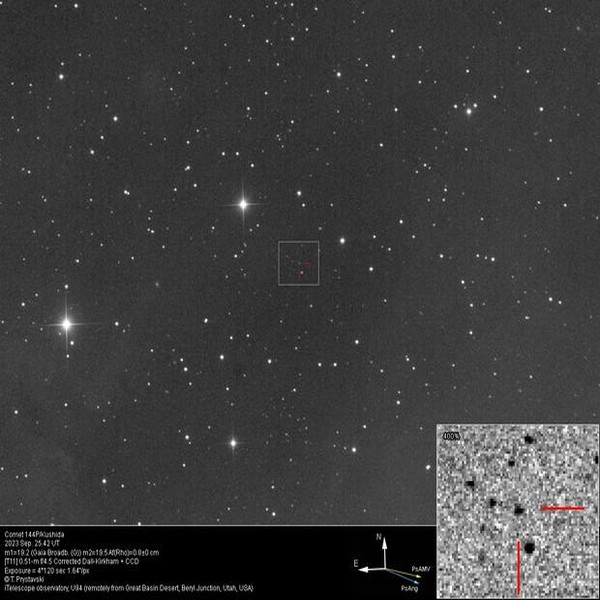 400%
Comet 144P/Kushida
2023 Sep. 25.42 UT
m1=19.2 (Gaia Broadb. (G)) m2=19.5 Af(Rho)=0.0±0 cm
[T11] 0.51-m f/4.5 Corrected Dall-Kirkham + CCD
Exposure = 4*120 sec 1.64"/px
© T. Prystavski
iTelescope observatory, U94 (remotely from Great Basin Desert, Beryl Junction, Utah, USA)
N
E
PsAMV
PsAng